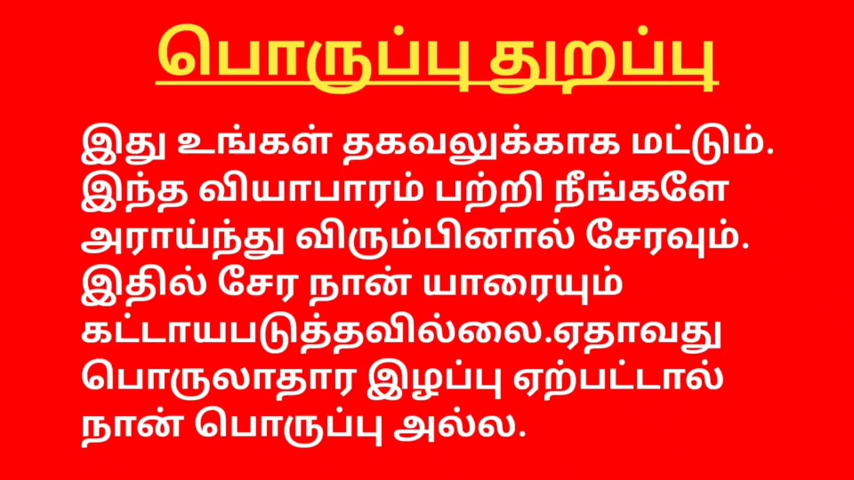 பொருப்பு துறப்பு
இது உங்கள் தகவலுக்காக மட்டும்.
இந்த வியாபாரம் பற்றி நீங்களே
அராய்ந்து விரும்பினால் சேரவும்.
இதில் சேர நான் யாரையும்
கட்டாயபடுத்தவில்லை.ஏதாவது
பொருலாதார இழப்பு ஏற்பட்டால்
நான் பொருப்பு அல்ல.